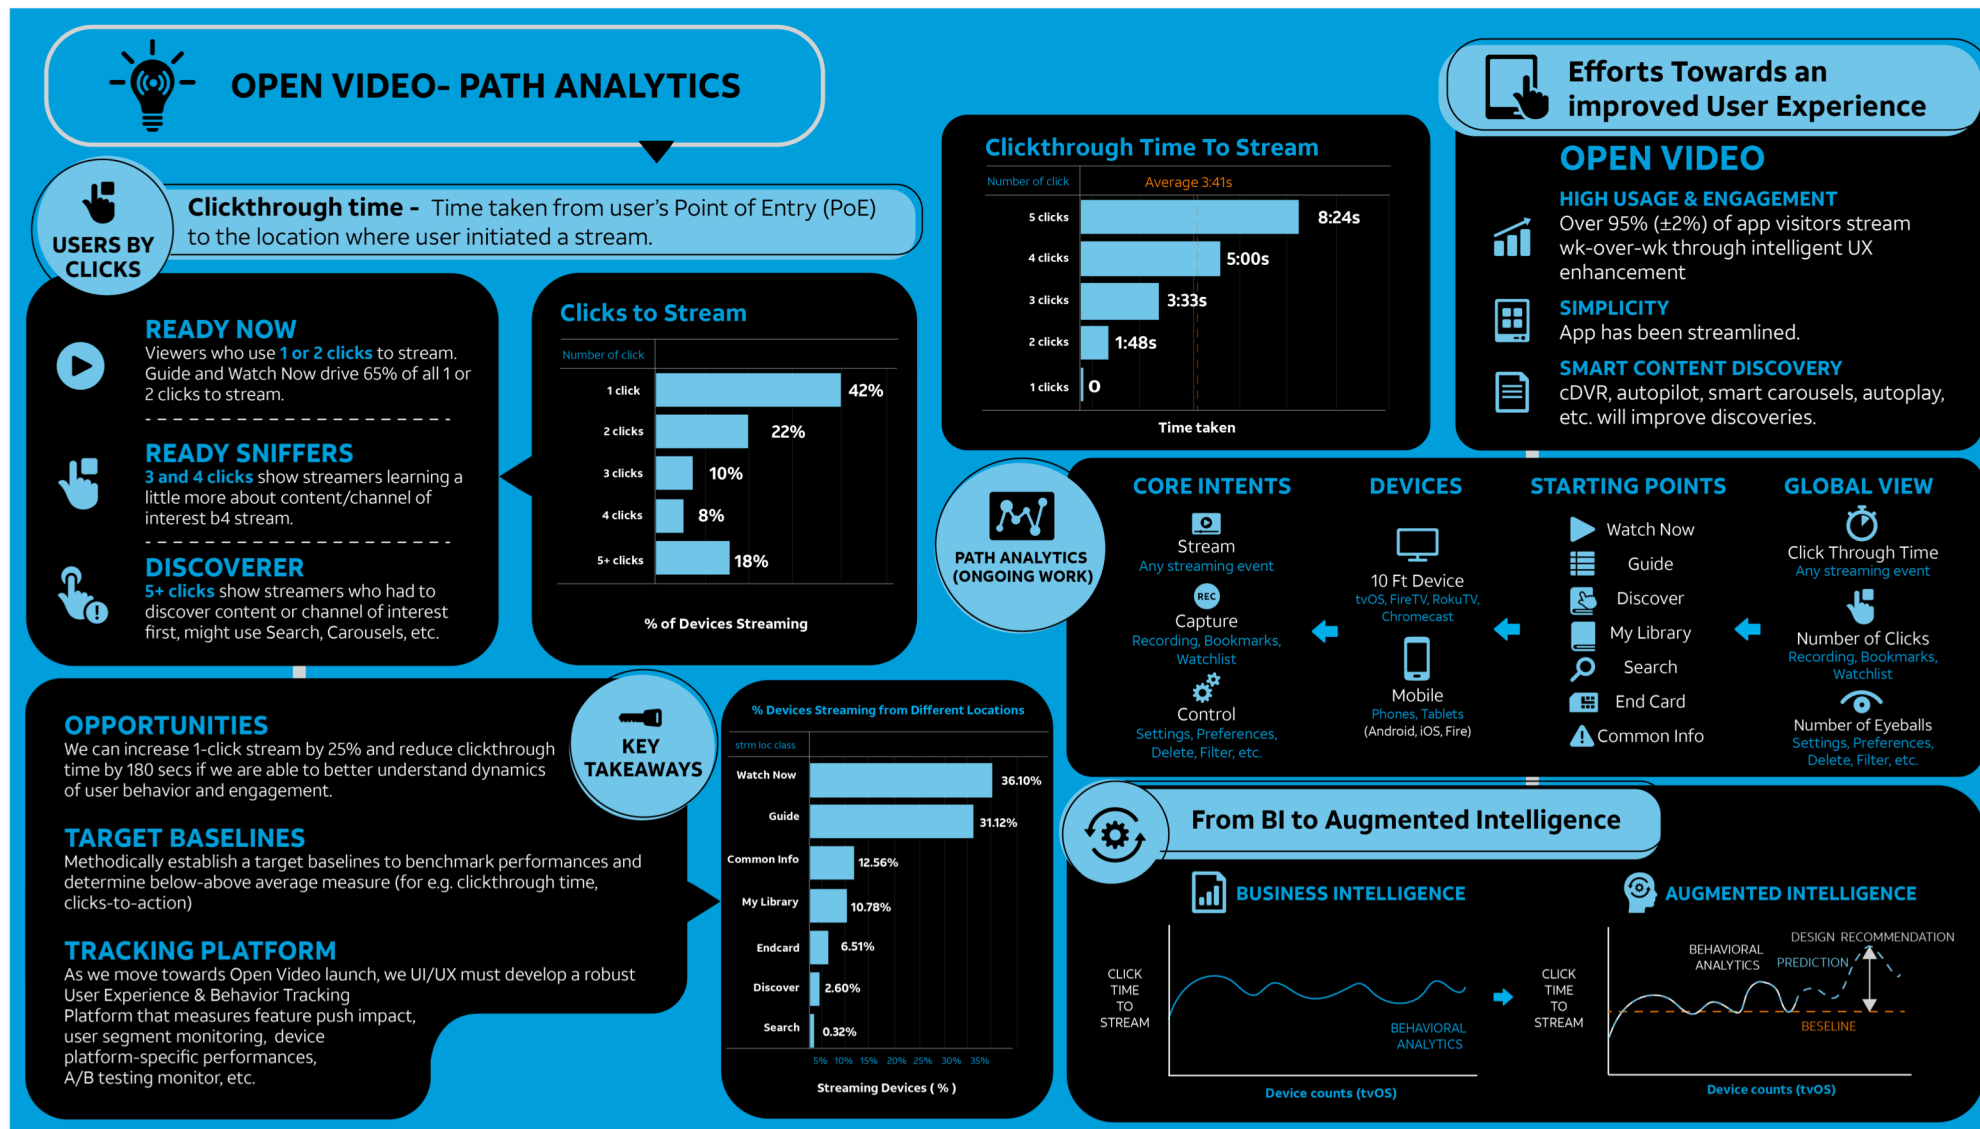 OPEN VIDEO- PATH ANALYTICS
USERS BY
CLICKS
Clickthrough time - Time taken from user's Point of Entry (PoE)
to the location where user initiated a stream.
READY NOW
Viewers who use 1 or 2 clicks to stream.
Guide and Watch Now drive 65% of all 1 or
2 clicks to stream.
READY SNIFFERS
3 and 4 clicks show streamers learning a
little more about content/channel of
interest b4 stream.
DISCOVERER
5+ clicks show streamers who had to
discover content or channel of interest
first, might use Search, Carousels, etc.
Clicks to Stream
Number of click
1 click 42%
2 clicks 22%
3 clicks 10%
4 clicks 8%
5+ clicks 18%
% of Devices Streaming
Clickthrough Time To Stream
Number of click Average 3:41s
5 clicks 8:24s
4 clicks 5:00s
3 clicks 3:33s
2 clicks 1:48s
1 clicks 0
Time taken
Efforts Towards an
improved User Experience
OPEN VIDEO
HIGH USAGE & ENGAGEMENT
Over 95% (±2%) of app visitors stream
wk-over-wk through intelligent UX
enhancement
SIMPLICITY
App has been streamlined.
SMART CONTENT DISCOVERY
cDVR, autopilot, smart carousels, autoplay,
etc. will improve discoveries.
PATH ANALYTICS
(ONGOING WORK)
CORE INTENTS
Stream
Any streaming event
REC
Capture
Recording, Bookmarks,
Watchlist
Control
Settings, Preferences,
Delete, Filter, etc.
DEVICES
10 Ft Device
tvOS, FireTV, RokuTV,
Chromecast
Mobile
Phones, Tablets
(Android, iOS, Fire)
STARTING POINTS
Watch Now
Guide
Discover
My Library
Search
End Card
Common Info
GLOBAL VIEW
Click Through Time
Any streaming event
Number of Clicks
Recording, Bookmarks,
Watchlist
Number of Eyeballs
Settings, Preferences,
Delete, Filter, etc.
OPPORTUNITIES
We can increase 1-click stream by 25% and reduce clickthrough
time by 180 secs if we are able to better understand dynamics
of user behavior and engagement.
TARGET BASELINES
Methodically establish a target baselines to benchmark performances and
determine below-above average measure (for e.g. clickthrough time,
clicks-to-action)
TRACKING PLATFORM
As we move towards Open Video launch, we UI/UX must develop a robust
User Experience & Behavior Tracking
Platform that measures feature push impact,
user segment monitoring, device
platform-specific performances,
A/B testing monitor, etc.
KEY
TAKEAWAYS
% Devices Streaming from Different Locations
strm loc class
Watch Now 36.10%
Guide 31.12%
Common Info 12.56%
My Library 10.78%
Endcard 6.51%
Discover 2.60%
Search 0.32%
5% 10% 15% 20% 25% 30% 35%
Streaming Devices ( % )
From BI to Augmented Intelligence
BUSINESS INTELLIGENCE
CLICK
TIME
TO
STREAM
BEHAVIORAL
ANALYTICS
Device counts (tvOS)
AUGMENTED INTELLIGENCE
CLICK
TIME
TO
STREAM
BEHAVIORAL
ANALYTICS
DESIGN RECOMMENDATION
PREDICTION
BESELINE
Device counts (tvOS)